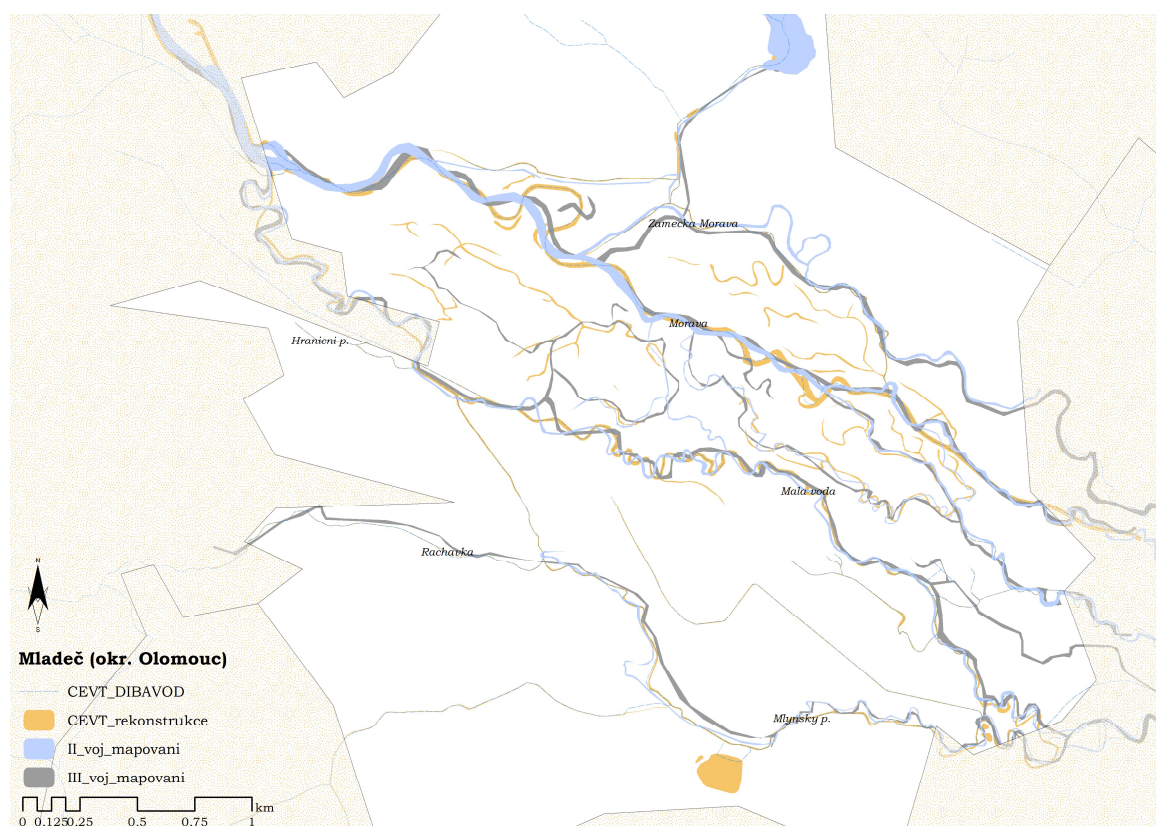 Zamecka Morava
Morava
Hranicni p.
Mala voda
Rachavka
Mlynsky p.
N
S
Mladeč (okr. Olomouc)
CEVT_DIBAVOD
CEVT_rekonstrukce
II_voj_mapovani
III_voj_mapovani
km
0 0.125 0.25 0.5 0.75 1